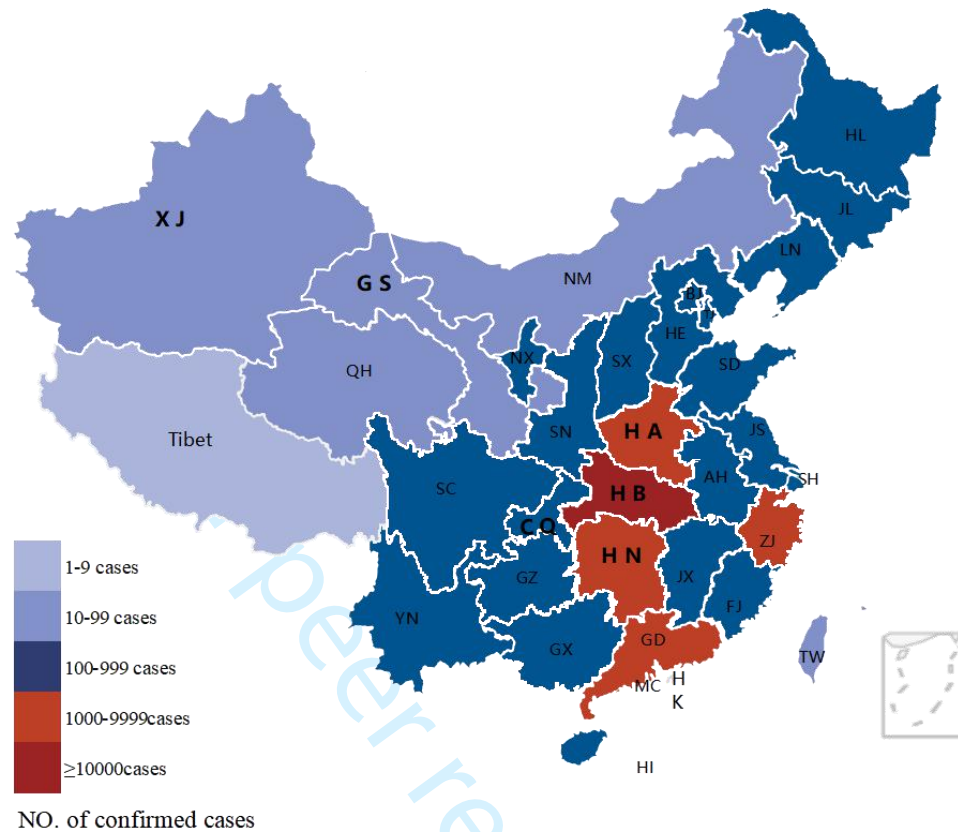 HL
X J
JL
LN
G S
NM
BJ
TJ
HE
NX
SX
SD
QH
SN
H A
JS
Tibet
AH
SH
SC
H B
C Q
ZJ
H N
GZ
JX
FJ
YN
GX
GD
TW
MC
H
K
HI
1-9 cases
10-99 cases
100-999 cases
1000-9999cases
≥10000cases
NO. of confirmed cases
peer re